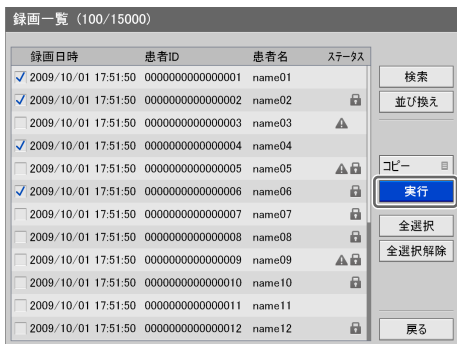 録画一覧 (100/15000)
録画日時 患者ID 患者名 ステータス
2009/10/01 17:51:50 0000000000000001 name01
2009/10/01 17:51:50 0000000000000002 name02
2009/10/01 17:51:50 0000000000000003 name03
2009/10/01 17:51:50 0000000000000004 name04
2009/10/01 17:51:50 0000000000000005 name05
2009/10/01 17:51:50 0000000000000006 name06
2009/10/01 17:51:50 0000000000000007 name07
2009/10/01 17:51:50 0000000000000008 name08
2009/10/01 17:51:50 0000000000000009 name09
2009/10/01 17:51:50 0000000000000010 name10
2009/10/01 17:51:50 0000000000000011 name11
2009/10/01 17:51:50 0000000000000012 name12
検索
並び換え
コピー
実行
全選択
全選択解除
戻る